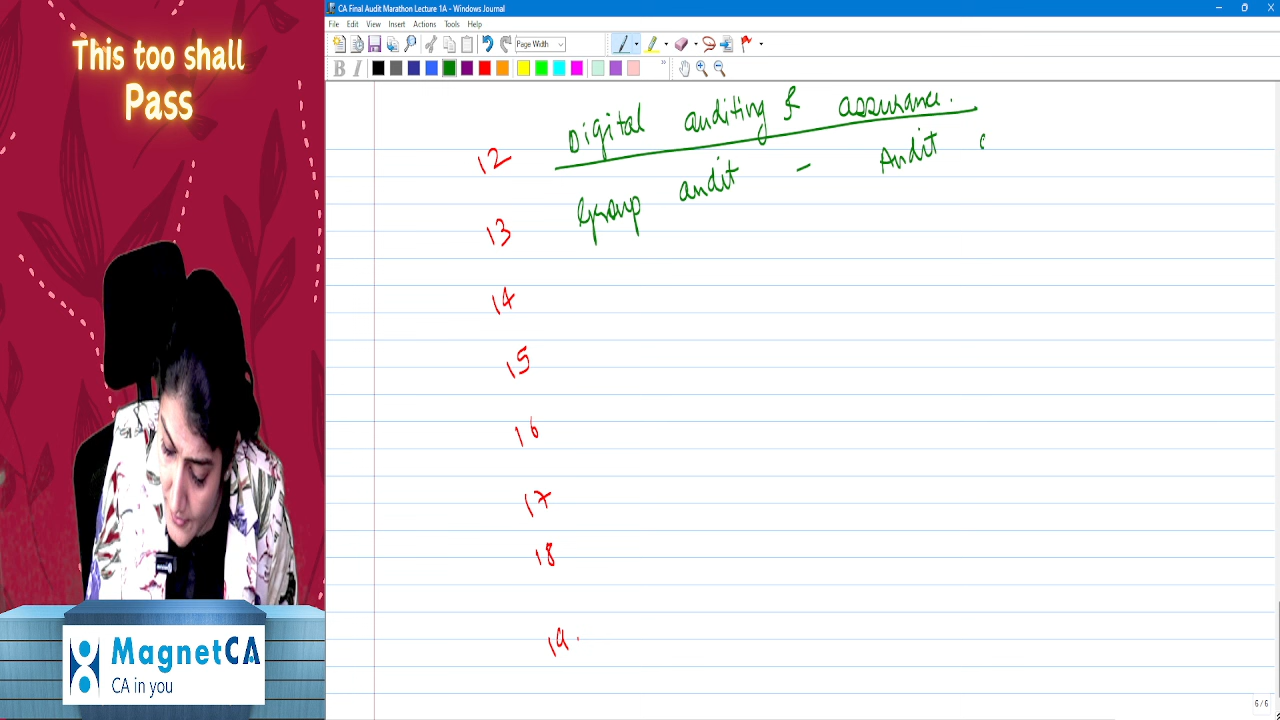 This too shall
Pass
CA Final Audit Marathon Lecture 1A - Windows Journal
File Edit View Insert Actions Tools Help
Page Width
B I
12 Digital auditing & assurance.
13 Group audit - Audit
14
15
16
17
18
19.
MagnetCA
CA in you
6 / 6